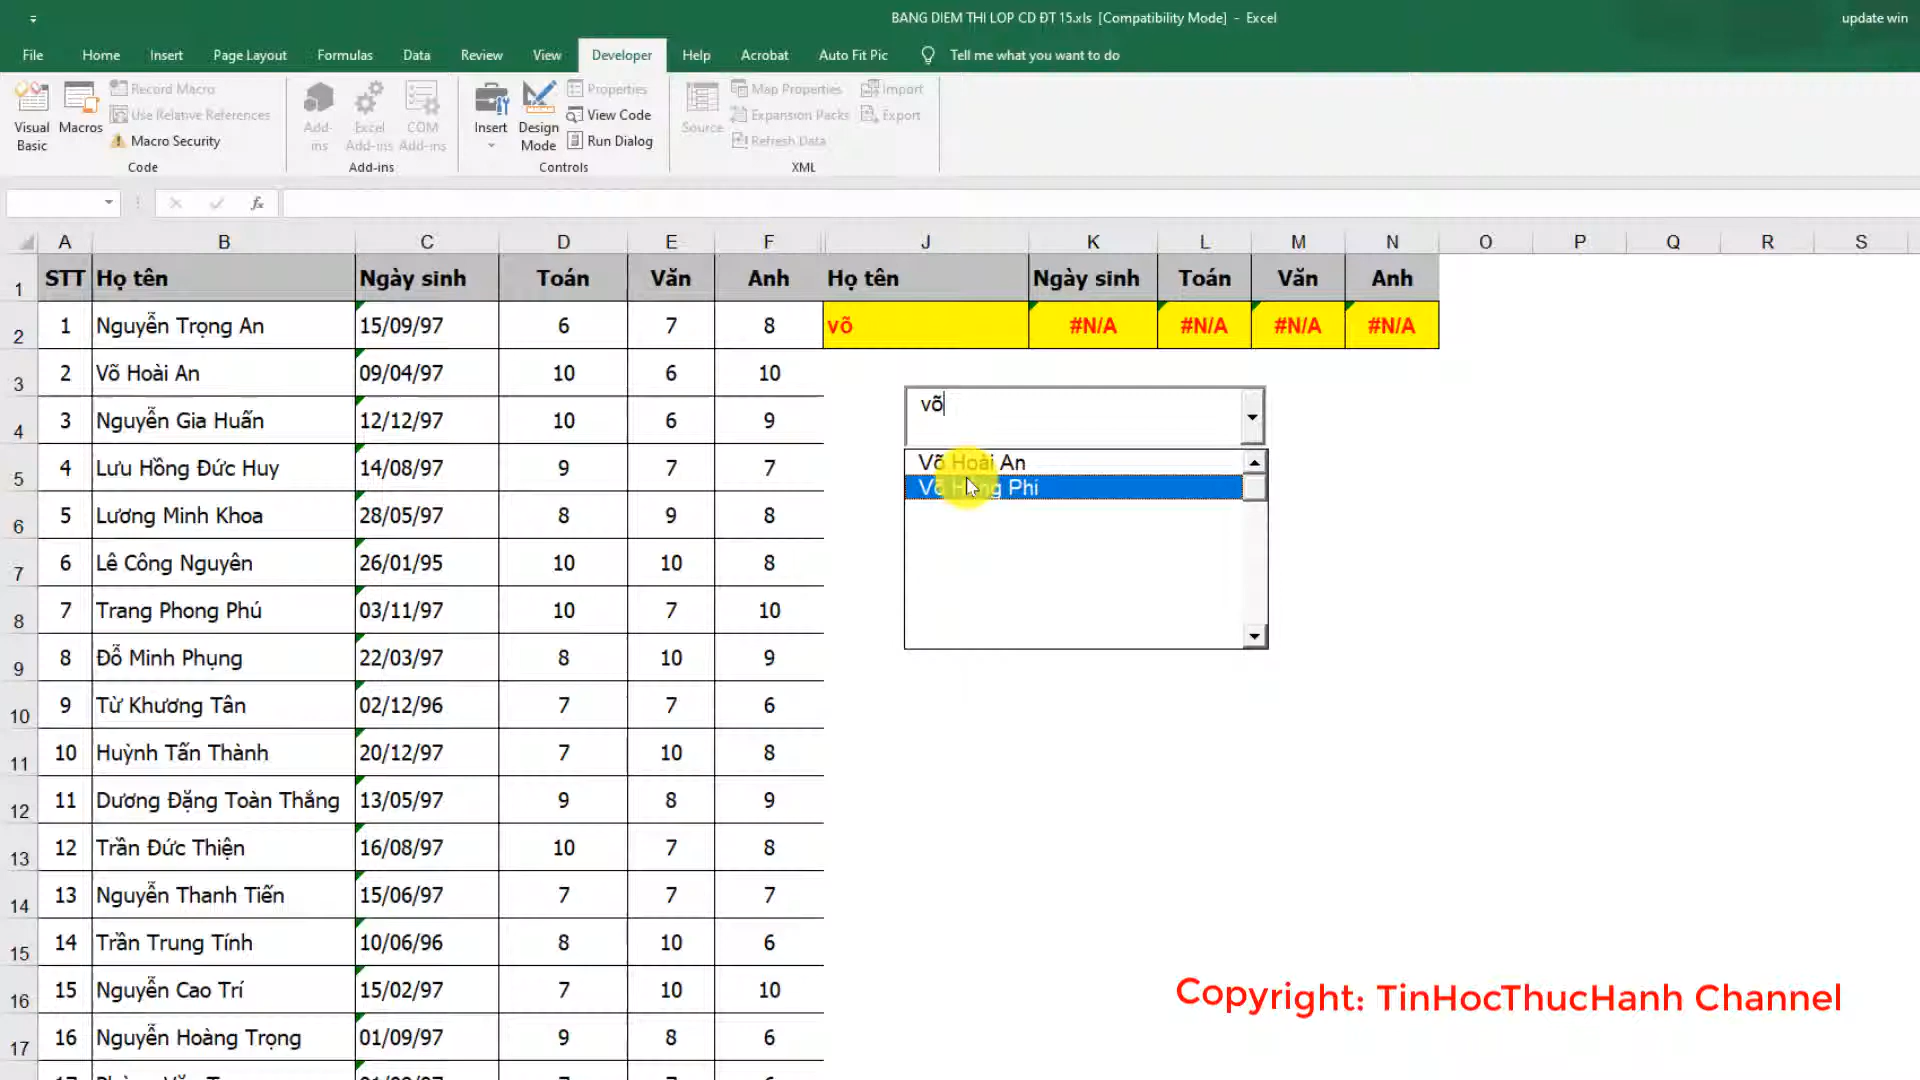 BANG DIEM THI LOP CD ĐT 15.xls [Compatibility Mode] - Excel
update win
File Home Insert Page Layout Formulas Data Review View Developer Help Acrobat Auto Fit Pic Tell me what you want to do
Visual Basic
Macros
Record Macro
Use Relative References
Macro Security
Code
Add-ins
Excel Add-ins
COM Add-ins
Add-ins
Insert
Design Mode
Properties
View Code
Run Dialog
Controls
Source
Map Properties
Expansion Packs
Refresh Data
Import
Export
XML
fx
A B C D E F J K L M N O P Q R S
1 STT Họ tên Ngày sinh Toán Văn Anh Họ tên Ngày sinh Toán Văn Anh
2 1 Nguyễn Trọng An 15/09/97 6 7 8 võ #N/A #N/A #N/A #N/A
3 2 Võ Hoài An 09/04/97 10 6 10
4 3 Nguyễn Gia Huấn 12/12/97 10 6 9
5 4 Lưu Hồng Đức Huy 14/08/97 9 7 7
6 5 Lương Minh Khoa 28/05/97 8 9 8
7 6 Lê Công Nguyên 26/01/95 10 10 8
8 7 Trang Phong Phú 03/11/97 10 7 10
9 8 Đỗ Minh Phụng 22/03/97 8 10 9
10 9 Từ Khương Tân 02/12/96 7 7 6
11 10 Huỳnh Tấn Thành 20/12/97 7 10 8
12 11 Dương Đặng Toàn Thắng 13/05/97 9 8 9
13 12 Trần Đức Thiện 16/08/97 10 7 8
14 13 Nguyễn Thanh Tiến 15/06/97 7 7 7
15 14 Trần Trung Tính 10/06/96 8 10 6
16 15 Nguyễn Cao Trí 15/02/97 7 10 10
17 16 Nguyễn Hoàng Trọng 01/09/97 9 8 6
võ
Võ Hoài An
Võ Phi
Copyright: TinHocThucHanh Channel